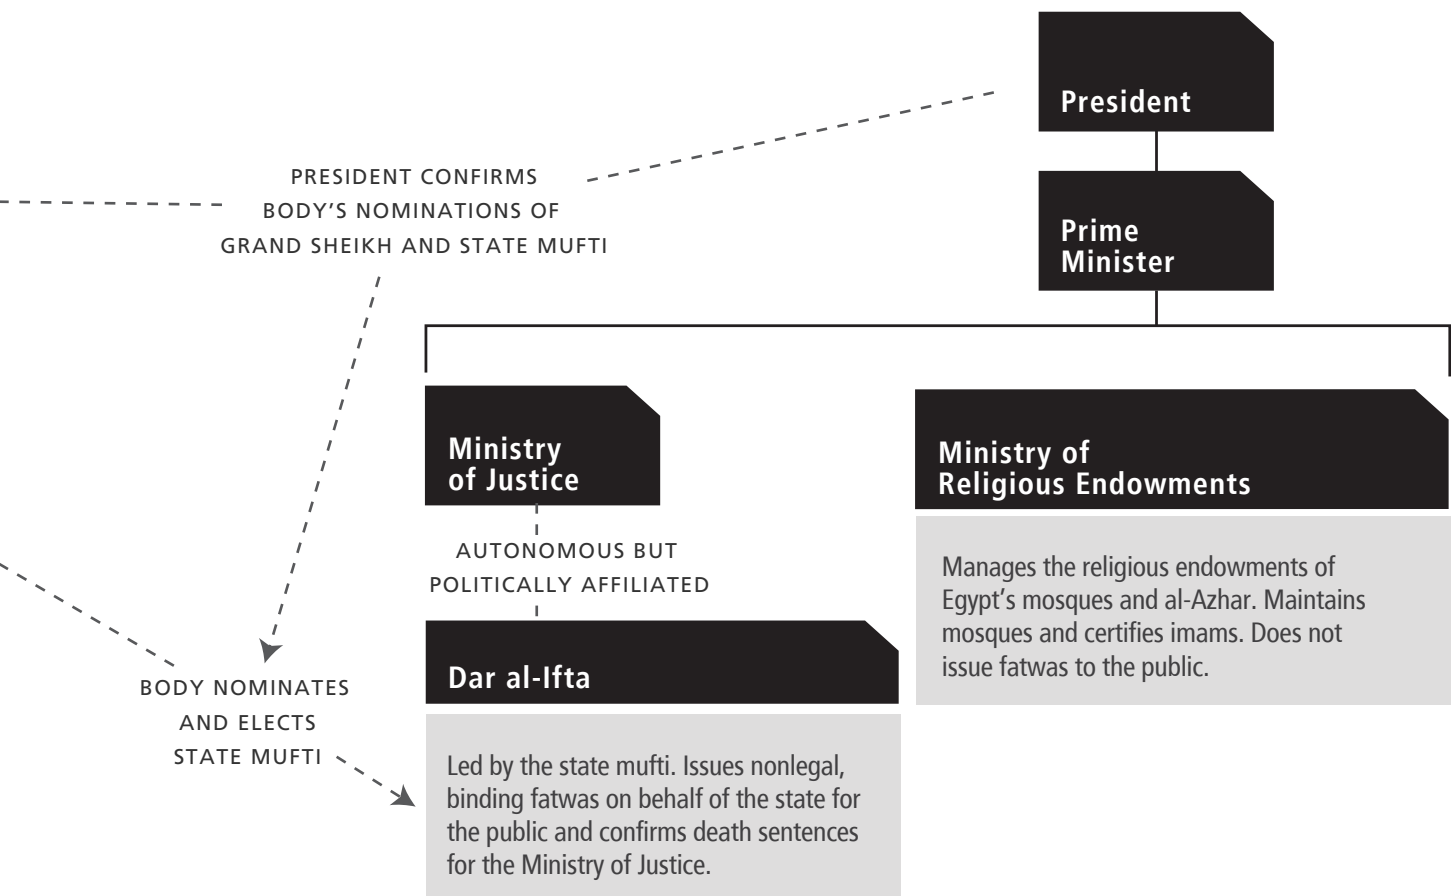 President
PRESIDENT CONFIRMS
BODY’S NOMINATIONS OF
GRAND SHEIKH AND STATE MUFTI
Prime
Minister
Ministry
of Justice
Ministry of
Religious Endowments
AUTONOMOUS BUT
POLITICALLY AFFILIATED
Manages the religious endowments of
Egypt’s mosques and al-Azhar. Maintains
mosques and certifies imams. Does not
issue fatwas to the public.
Dar al-Ifta
BODY NOMINATES
AND ELECTS
STATE MUFTI
Led by the state mufti. Issues nonlegal,
binding fatwas on behalf of the state for
the public and confirms death sentences
for the Ministry of Justice.